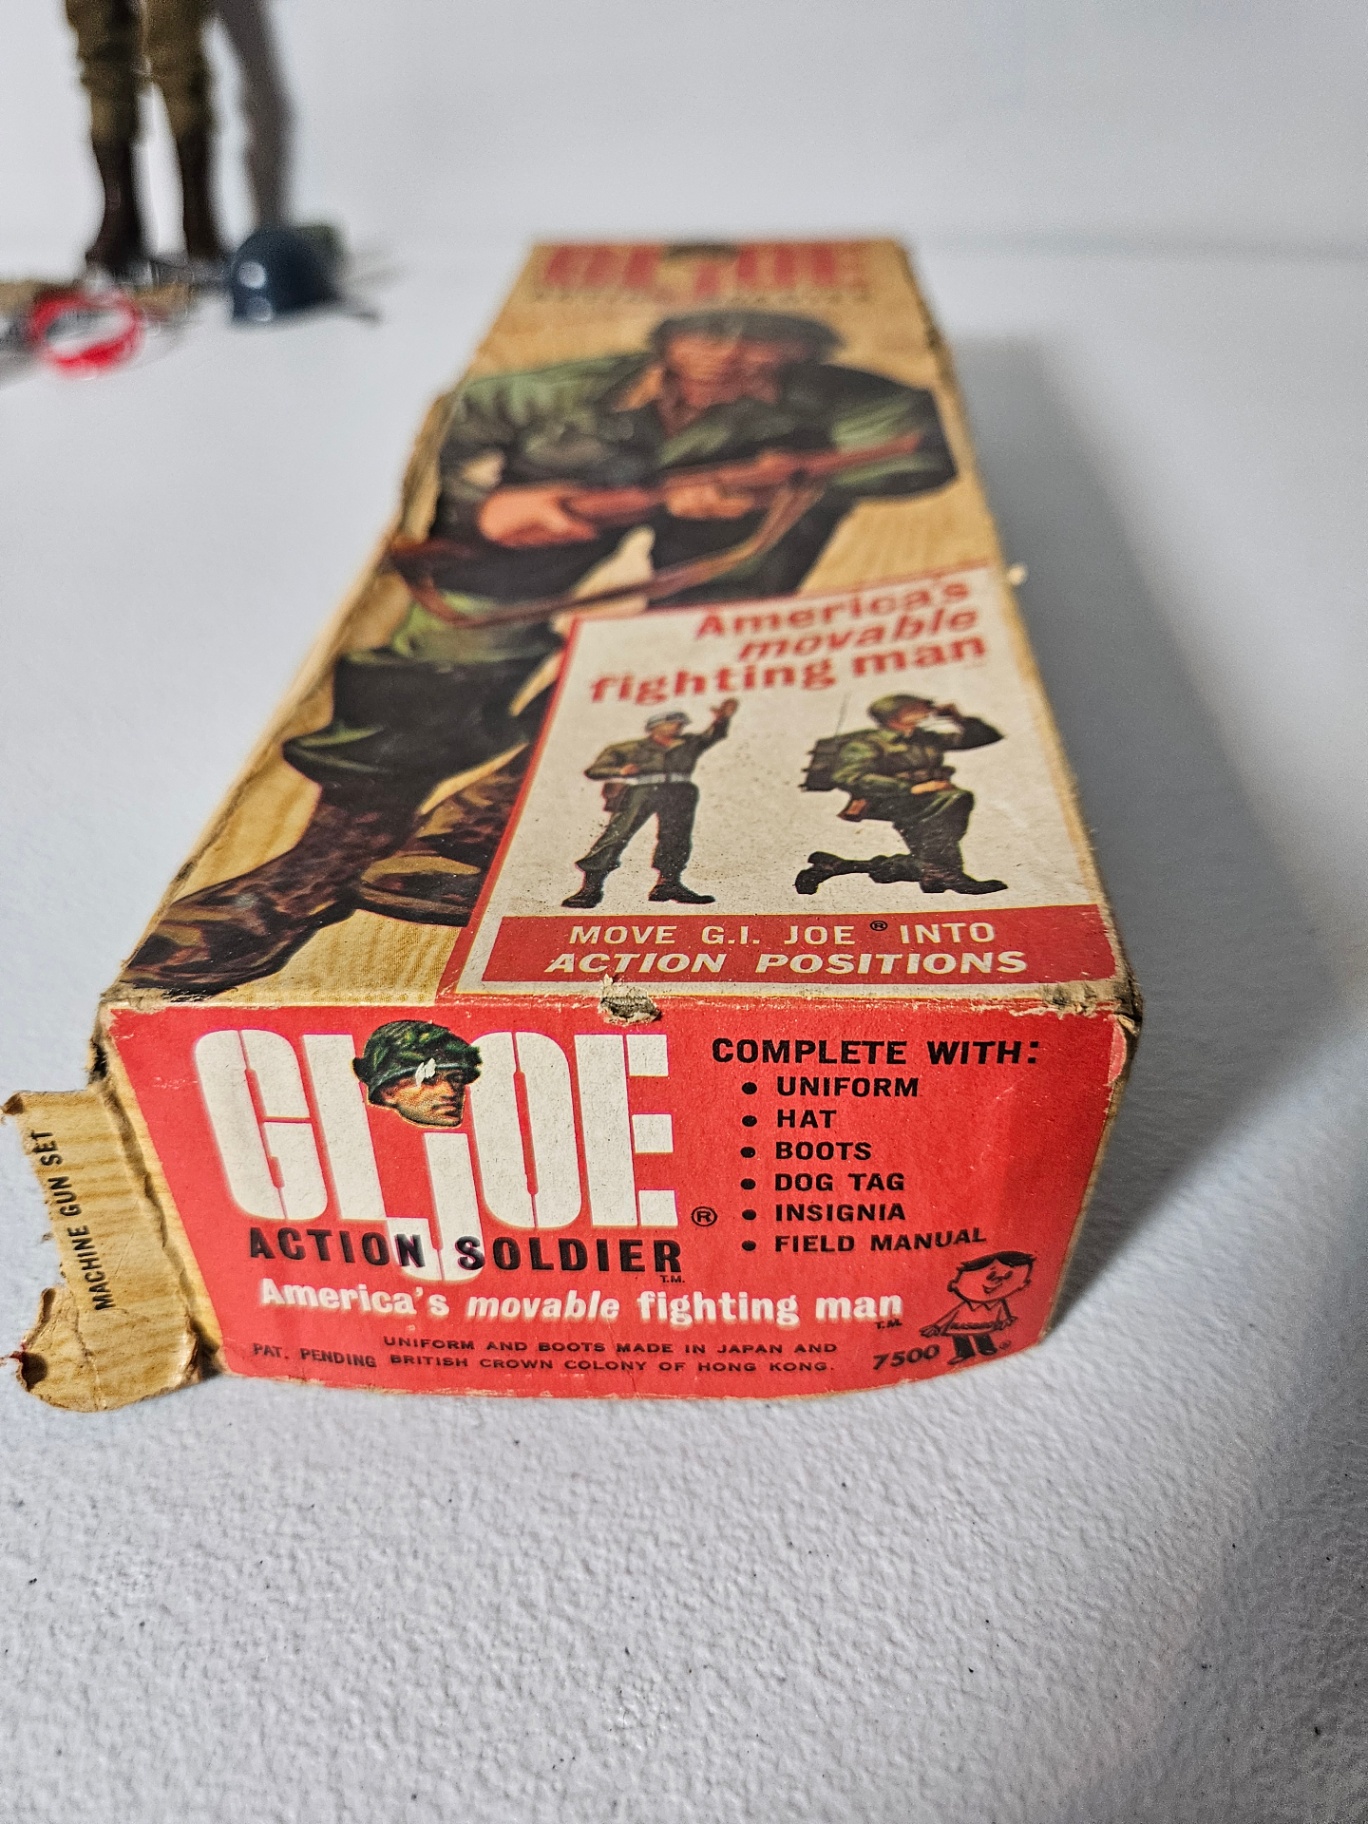 GI JOE
America's
movable
fighting man
MOVE G.I. JOE ® INTO
ACTION POSITIONS
GI JOE ®
ACTION SOLDIER T.M.
America's movable fighting man T.M.
UNIFORM AND BOOTS MADE IN JAPAN AND
PAT. PENDING BRITISH CROWN COLONY OF HONG KONG.
COMPLETE WITH:
• UNIFORM
• HAT
• BOOTS
• DOG TAG
• INSIGNIA
• FIELD MANUAL
7500 ®
MACHINE GUN SET